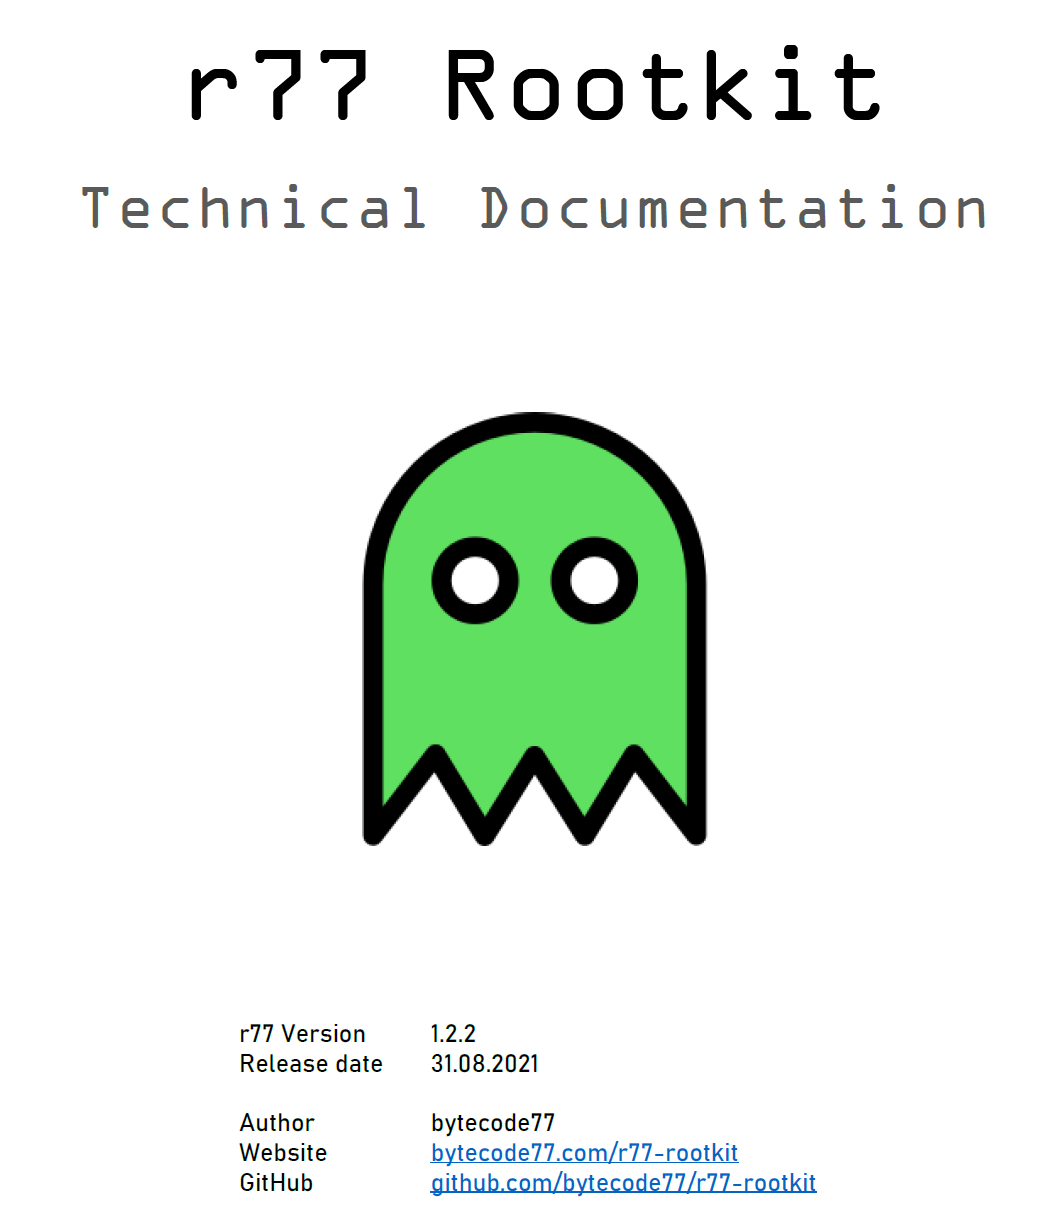 r77 Rootkit
Technical Documentation
r77 Version 1.2.2
Release date 31.08.2021
Author bytecode77
Website bytecode77.com/r77-rootkit
GitHub github.com/bytecode77/r77-rootkit